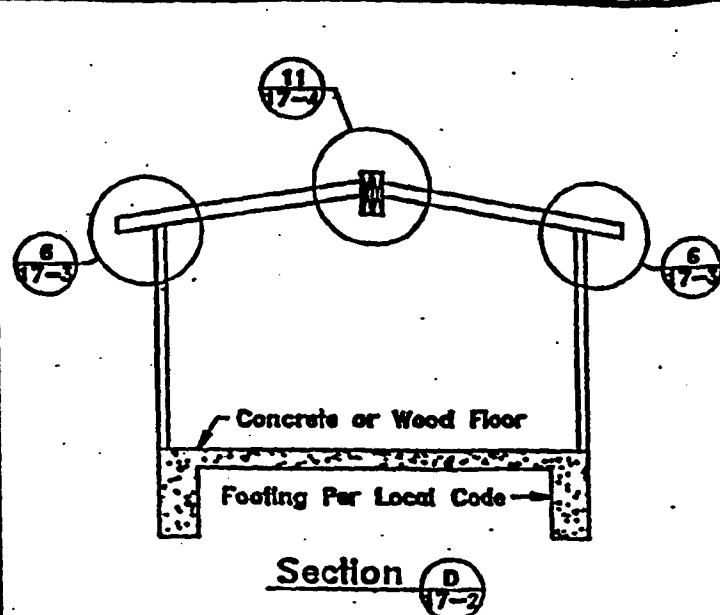 11
17-4
6
17-3
6
17-3
Concrete or Wood Floor
Footing Per Local Code
Section D
17-2